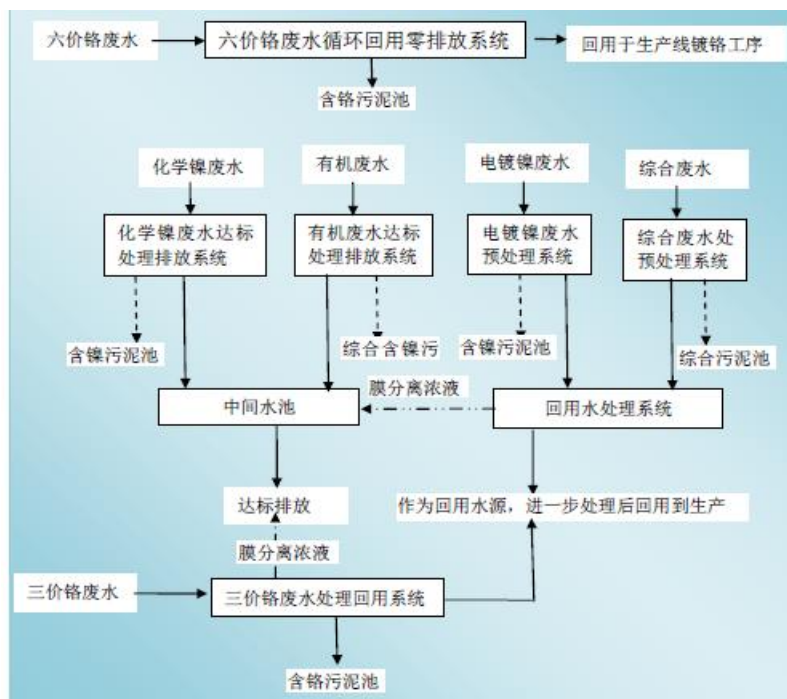 六价铬废水
六价铬废水循环回用零排放系统
回用于生产线镀铬工序
含铬污泥池
化学镍废水
有机废水
电镀镍废水
综合废水
化学镍废水达标
处理排放系统
有机废水达标
处理排放系统
电镀镍废水
预处理系统
综合废水处
预处理系统
含镍污泥池
综合含镍污
含镍污泥池
综合污泥池
膜分离浓液
中间水池
回用水处理系统
达标排放
作为回用水源，进一步处理后回用到生产
膜分离浓液
三价铬废水
三价铬废水处理回用系统
含铬污泥池